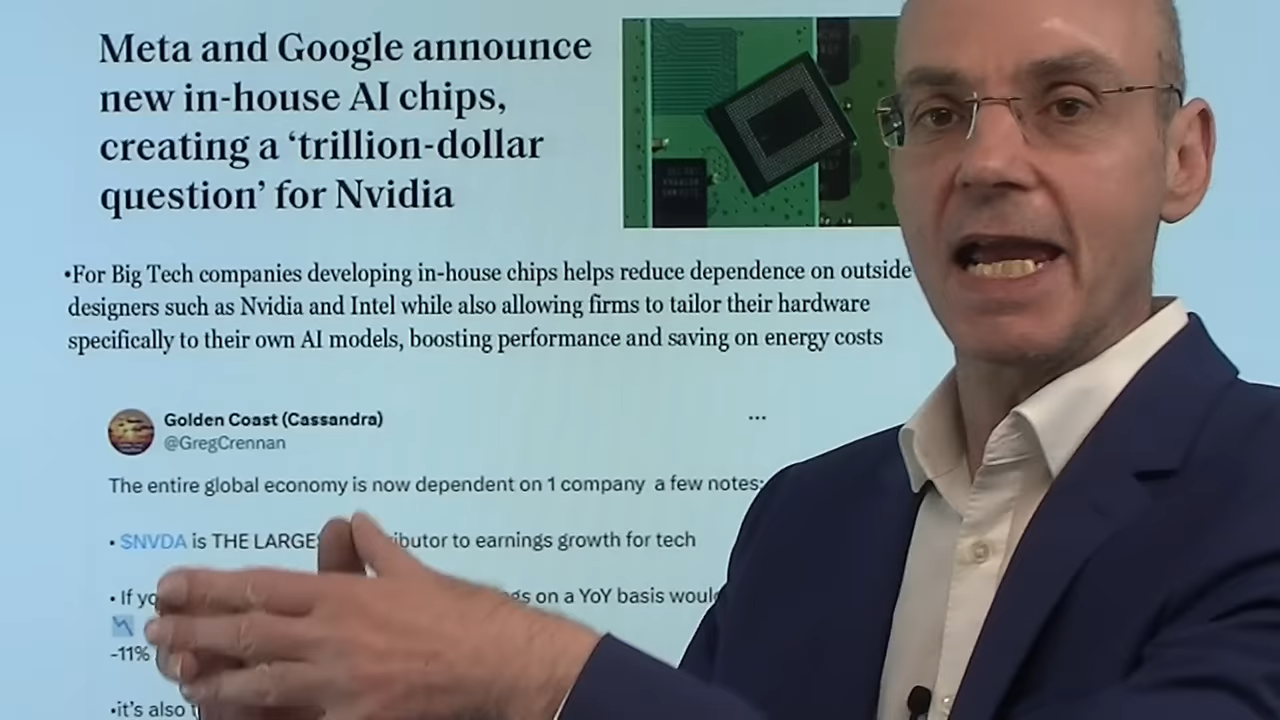 Meta and Google announce
new in-house AI chips,
creating a ‘trillion-dollar
question’ for Nvidia
•For Big Tech companies developing in-house chips helps reduce dependence on outside
designers such as Nvidia and Intel while also allowing firms to tailor their hardware
specifically to their own AI models, boosting performance and saving on energy costs
Golden Coast (Cassandra)
...
@GregCrennan
The entire global economy is now dependent on 1 company a few notes:
• $NVDA is THE LARGE to earnings growth for tech
• If on a YoY basis
-11%
•it’s also